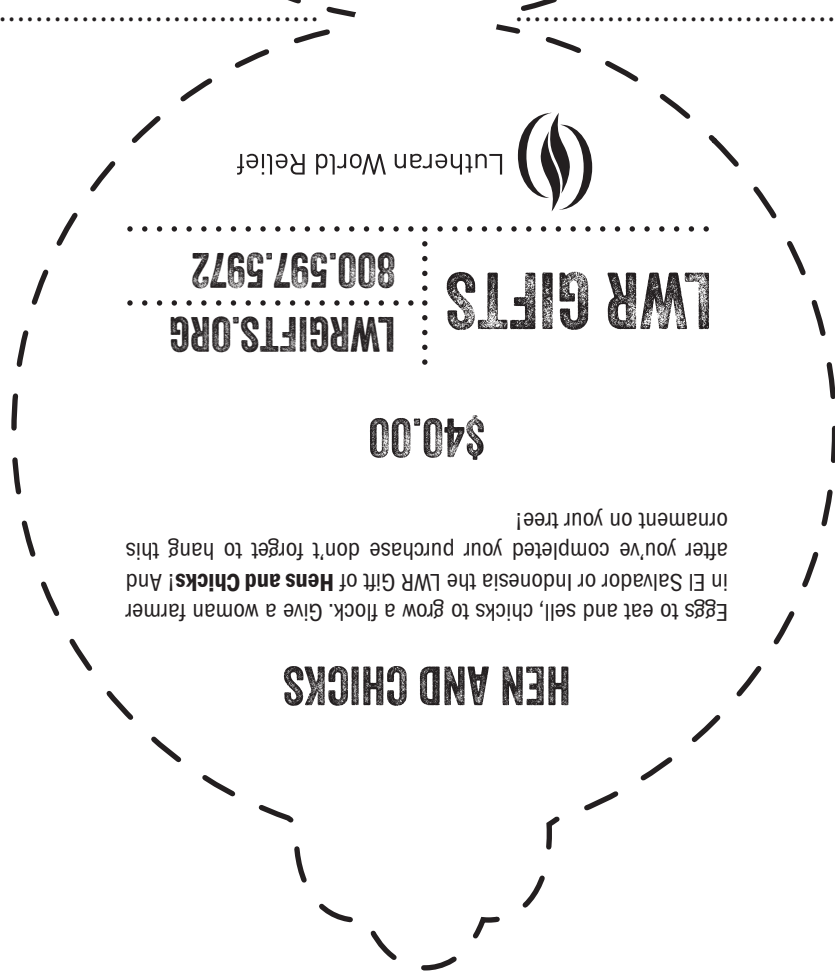 HEN AND CHICKS
Eggs to eat and sell, chicks to grow a flock. Give a woman farmer
in El Salvador or Indonesia the LWR Gift of Hens and Chicks! And
after you've completed your purchase don't forget to hang this
ornament on your tree!
$40.00
LWR GIFTS
LWRGIFTS.ORG
800.597.5972
Lutheran World Relief